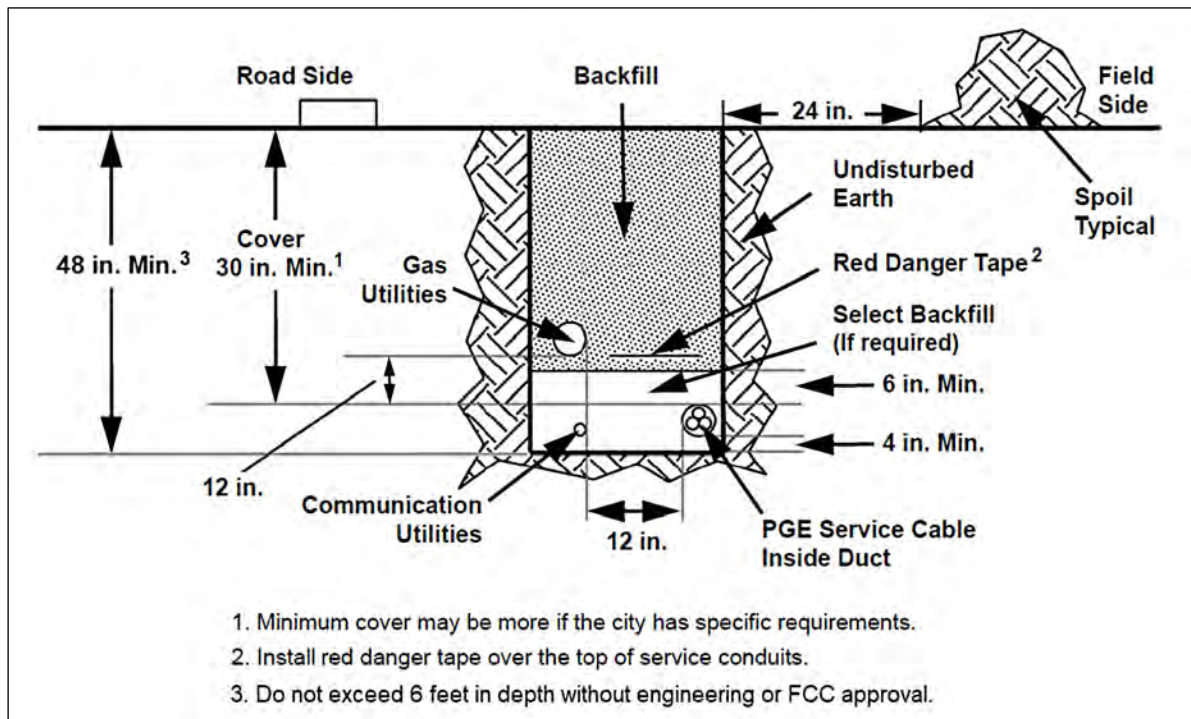 Road Side
Backfill
Field
Side
24 in.
Undisturbed
Earth
Spoil
Typical
Cover
30 in. Min.1
48 in. Min.3
Gas
Utilities
Red Danger Tape2
Select Backfill
(If required)
6 in. Min.
4 in. Min.
12 in.
Communication
Utilities
12 in.
PGE Service Cable
Inside Duct
1. Minimum cover may be more if the city has specific requirements.
2. Install red danger tape over the top of service conduits.
3. Do not exceed 6 feet in depth without engineering or FCC approval.